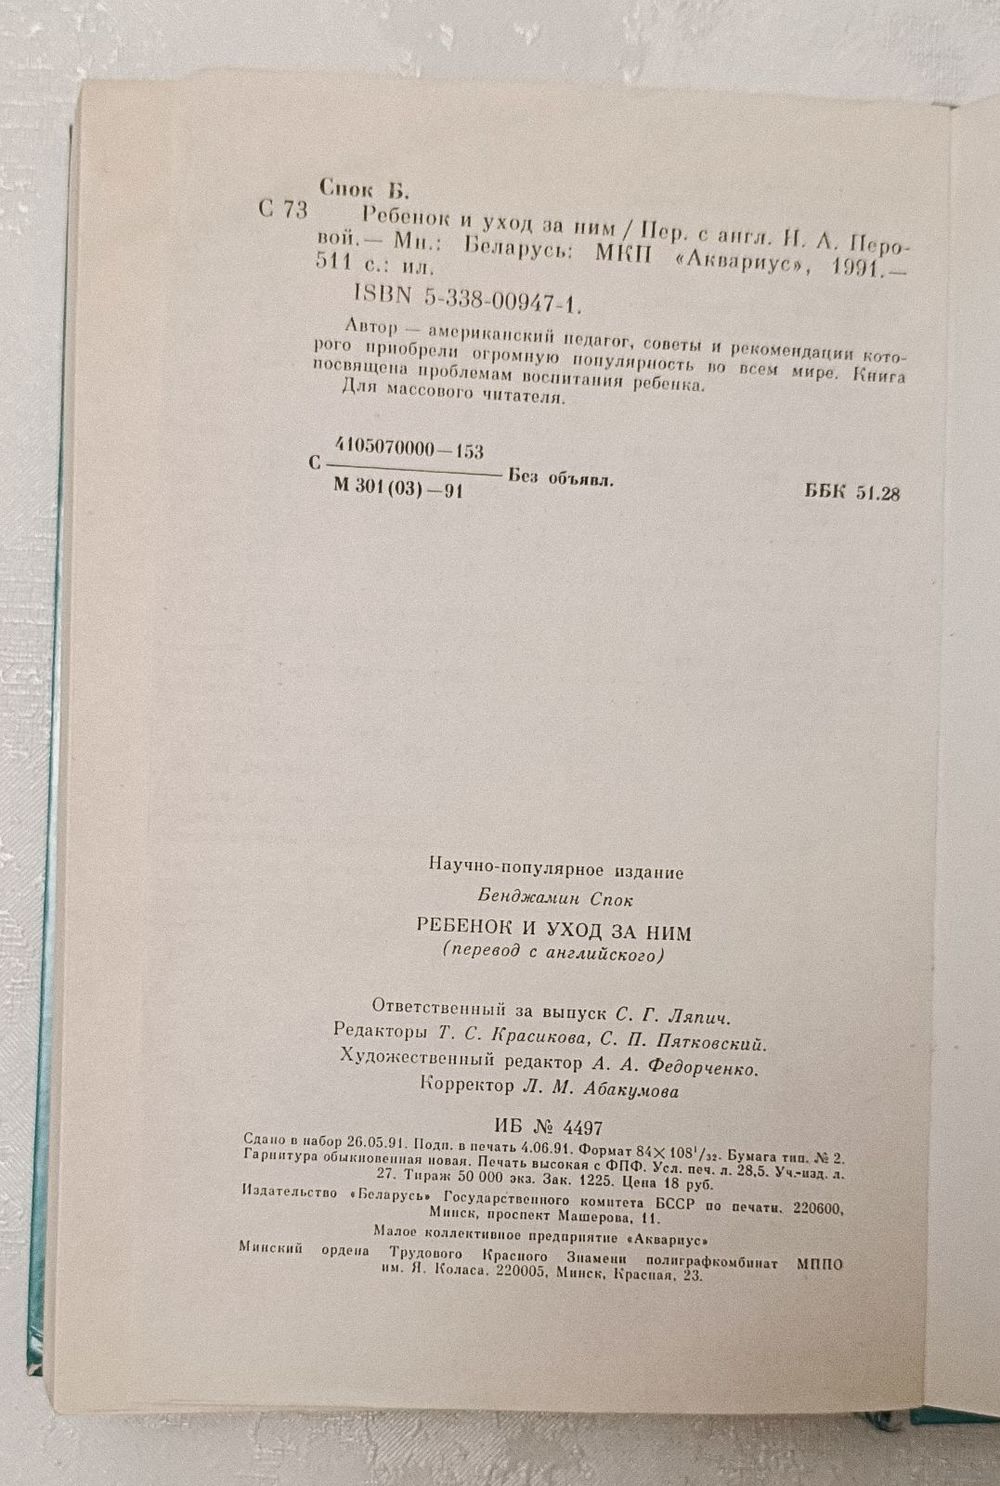 Спок Б.
С 73 Ребенок и уход за ним / Пер. с англ. Н. А. Перо-
вой.— Мн.: Беларусь: МКП «Аквариус», 1991.—
511 с.: ил.
ISBN 5-338-00947-1.
Автор — американский педагог, советы и рекомендации кото-
рого приобрели огромную популярность во всем мире. Книга
посвящена проблемам воспитания ребенка.
Для массового читателя.
4105070000—153
С ——— Без объявл.
М 301(03)—91
ББК 51.28
Научно-популярное издание
Бенджамин Спок
РЕБЕНОК И УХОД ЗА НИМ
(перевод с английского)
Ответственный за выпуск С. Г. Ляпич.
Редакторы Т. С. Красикова, С. П. Пятковский.
Художественный редактор А. А. Федорченко.
Корректор Л. М. Абакумова
ИБ № 4497
Сдано в набор 26.05.91. Подп. в печать 4.06.91. Формат 84×108¹/₃₂. Бумага тип. № 2.
Гарнитура обыкновенная новая. Печать высокая с ФПФ. Усл. печ. л. 28,5. Уч.-изд. л.
27. Тираж 50 000 экз. Зак. 1225. Цена 18 руб.
Издательство «Беларусь» Государственного комитета БССР по печати. 220600,
Минск, проспект Машерова, 11.
Малое коллективное предприятие «Аквариус»
Минский ордена Трудового Красного Знамени полиграфкомбинат МППО
им. Я. Коласа. 220005, Минск, Красная, 23.